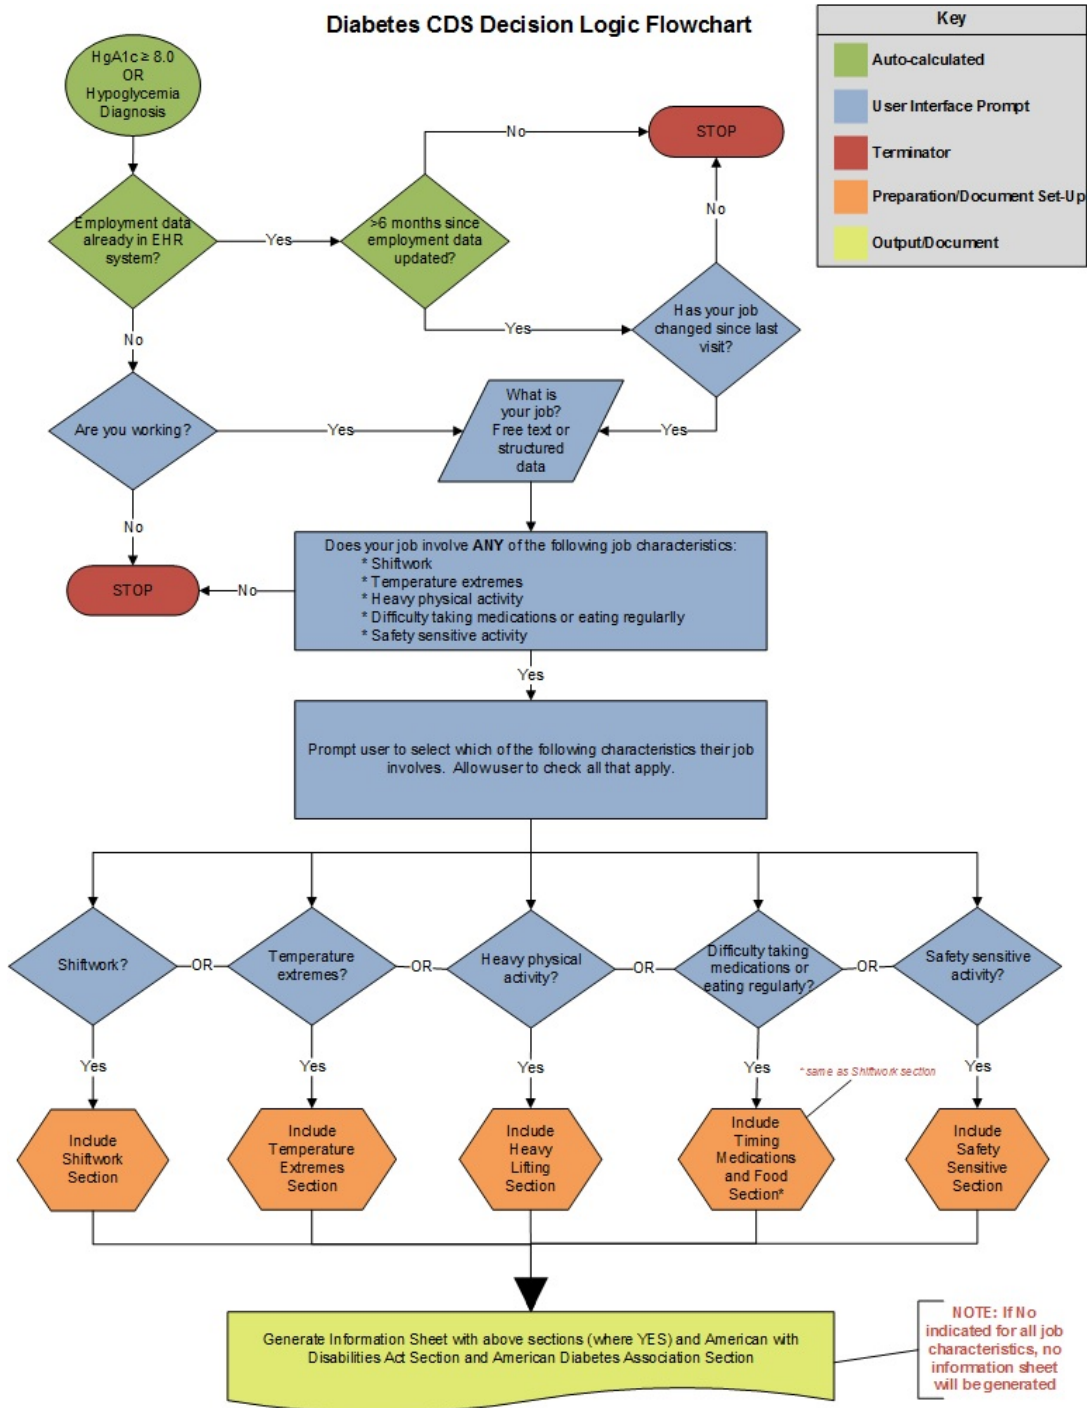 Diabetes CDS Decision Logic Flowchart
Key
Auto-calculated
User Interface Prompt
Terminator
Preparation/Document Set-Up
Output/Document
HgA1c ≥ 8.0
OR
Hypoglycemia
Diagnosis
No
STOP
Employment data
already in EHR
system?
Yes
>6 months since
employment data
updated?
No
Yes
Has your job
changed since last
visit?
No
What is
your job?
Free text or
structured
data
Are you working?
Yes
Yes
No
Does your job involve ANY of the following job characteristics:
* Shiftwork
* Temperature extremes
* Heavy physical activity
* Difficulty taking medications or eating regularlly
* Safety sensitive activity
STOP
No
Yes
Prompt user to select which of the following characteristics their job
involves. Allow user to check all that apply.
Shiftwork?
OR
Temperature
extremes?
OR
Heavy physical
activity?
OR
Difficulty taking
medications or
eating regularly?
OR
Safety sensitive
activity?
Yes
Yes
Yes
Yes
Yes
* same as Shiftwork section
Include
Shiftwork
Section
Include
Temperature
Extremes
Section
Include
Heavy
Lifting
Section
Include
Timing
Medications
and Food
Section*
Include
Safety
Sensitive
Section
Generate Information Sheet with above sections (where YES) and American with
Disabilities Act Section and American Diabetes Association Section
NOTE: If No
indicated for all job
characteristics, no
information sheet
will be generated